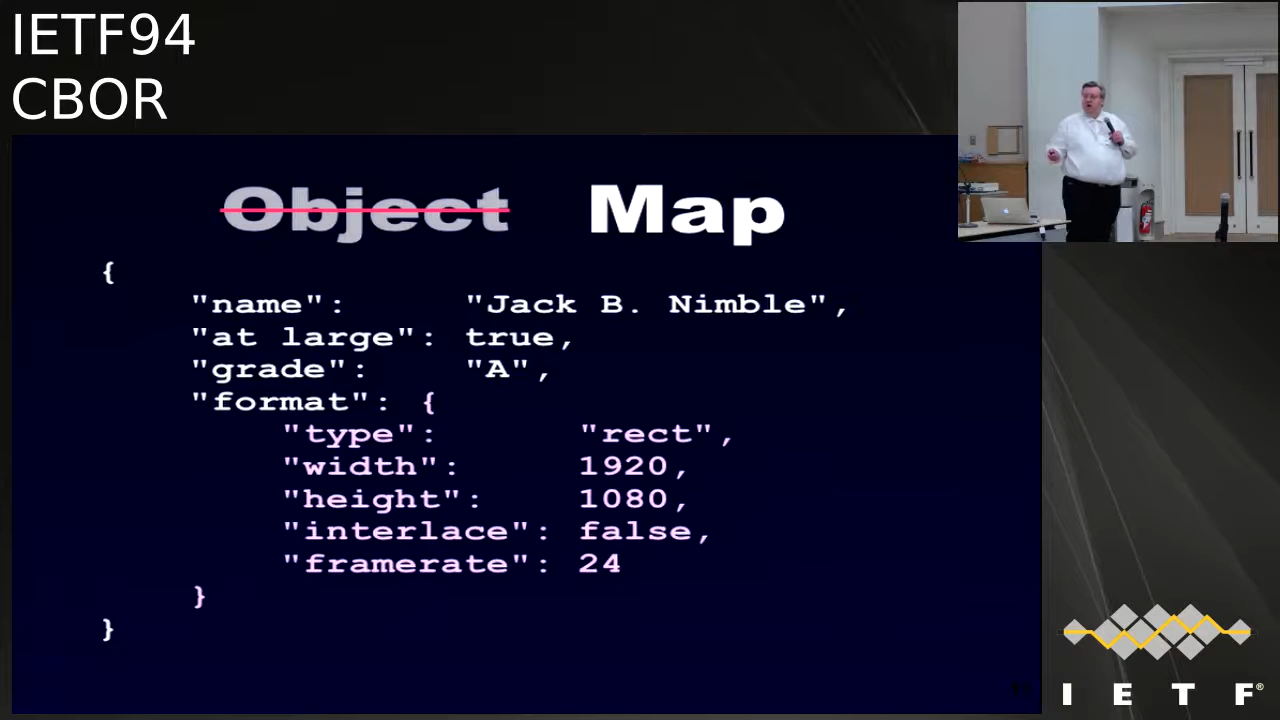 IETF94
CBOR
Object Map
{
"name": "Jack B. Nimble",
"at large": true,
"grade": "A",
"format": {
"type": "rect",
"width": 1920,
"height": 1080,
"interlace": false,
"framerate": 24
}
}
I E T F®